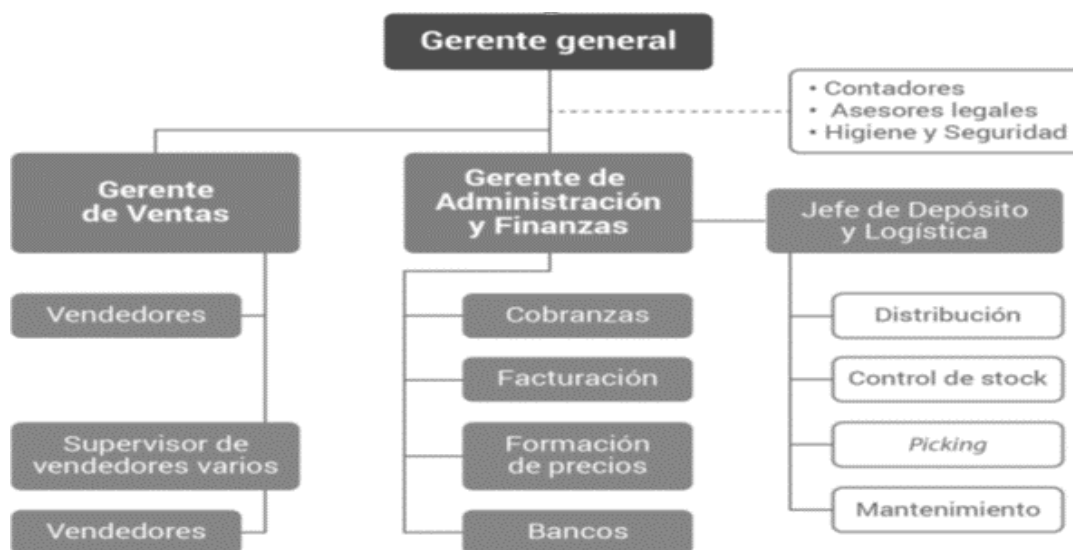 Gerente general
• Contadores
• Asesores legales
• Higiene y Seguridad
Gerente
de Ventas
Gerente de
Administración
y Finanzas
Jefe de Depósito
y Logística
Vendedores
Cobranzas
Distribución
Facturación
Control de stock
Supervisor de
vendedores varios
Formación
de precios
Picking
Vendedores
Bancos
Mantenimiento